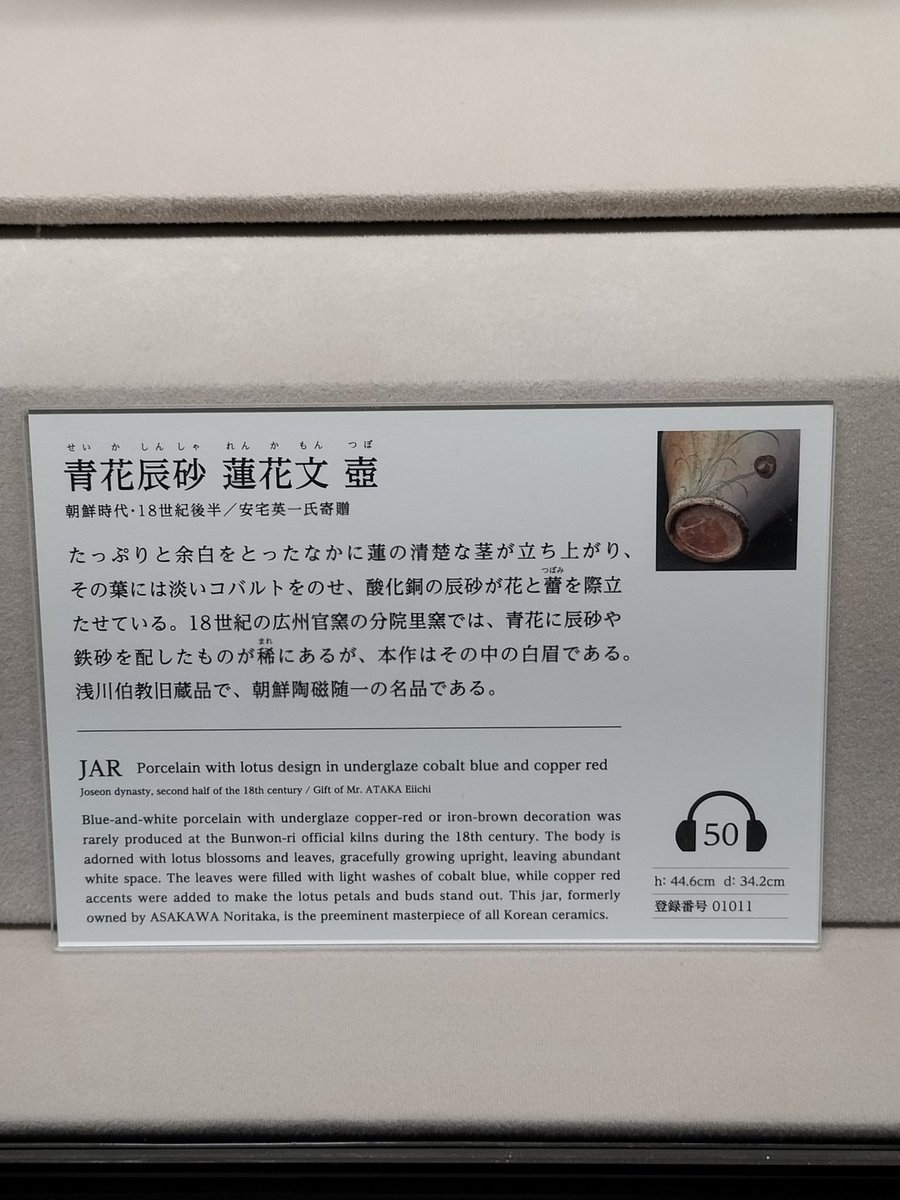 せいかしんしゃ れんかもん つぼ
青花辰砂 蓮花文 壺
朝鮮時代・18世紀後半／安宅英一氏寄贈
たっぷりと余白をとったなかに蓮の清楚な茎が立ち上がり、
つぼみ
その葉には淡いコバルトをのせ、酸化銅の辰砂が花と蕾を際立
たせている。18世紀の広州官窯の分院里窯では、青花に辰砂や
まれ
鉄砂を配したものが稀にあるが、本作はその中の白眉である。
浅川伯教旧蔵品で、朝鮮陶磁随一の名品である。
JAR Porcelain with lotus design in underglaze cobalt blue and copper red
Joseon dynasty, second half of the 18th century / Gift of Mr. ATAKA Eiichi
Blue-and-white porcelain with underglaze copper-red or iron-brown decoration was
rarely produced at the Bunwon-ri official kilns during the 18th century. The body is
adorned with lotus blossoms and leaves, gracefully growing upright, leaving abundant
white space. The leaves were filled with light washes of cobalt blue, while copper red
accents were added to make the lotus petals and buds stand out. This jar, formerly
owned by ASAKAWA Noritaka, is the preeminent masterpiece of all Korean ceramics.
50
h: 44.6cm d: 34.2cm
登録番号 01011